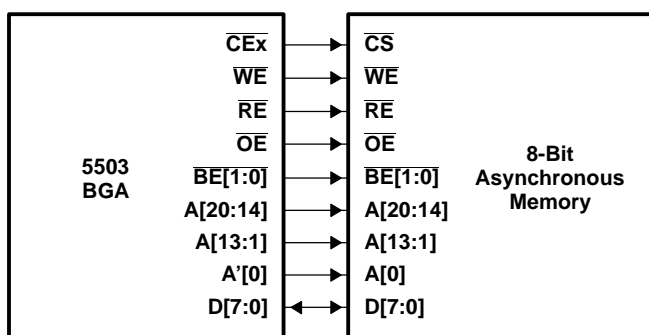 5503
BGA
CEx
WE
RE
OE
BE[1:0]
A[20:14]
A[13:1]
A'[0]
D[7:0]
CS
WE
RE
OE
BE[1:0]
A[20:14]
A[13:1]
A[0]
D[7:0]
8-Bit
Asynchronous
Memory